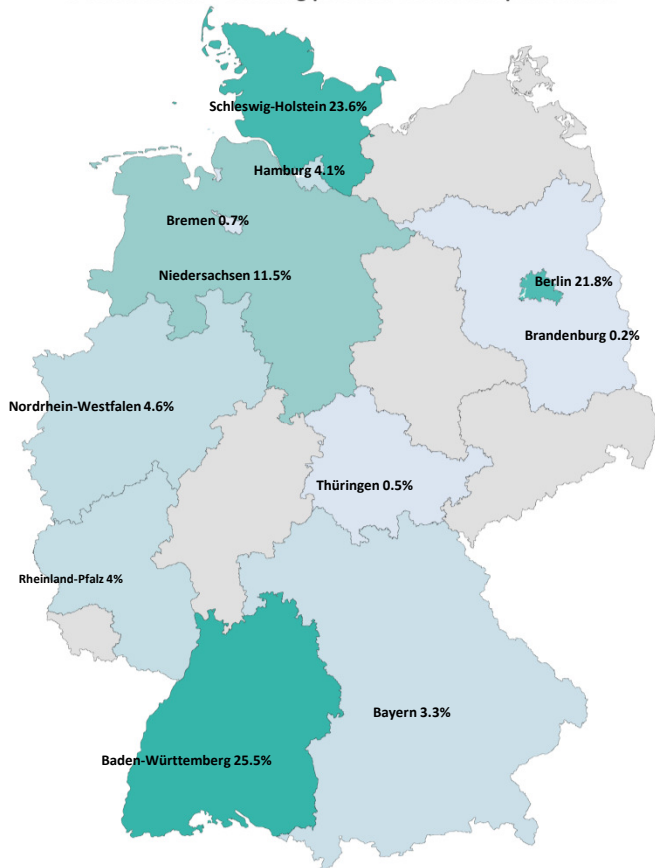 Schleswig-Holstein 23.6%
Hamburg 4.1%
Bremen 0.7%
Niedersachsen 11.5%
Berlin 21.8%
Brandenburg 0.2%
Nordrhein-Westfalen 4.6%
Thüringen 0.5%
Rheinland-Pfalz 4%
Bayern 3.3%
Baden-Württemberg 25.5%